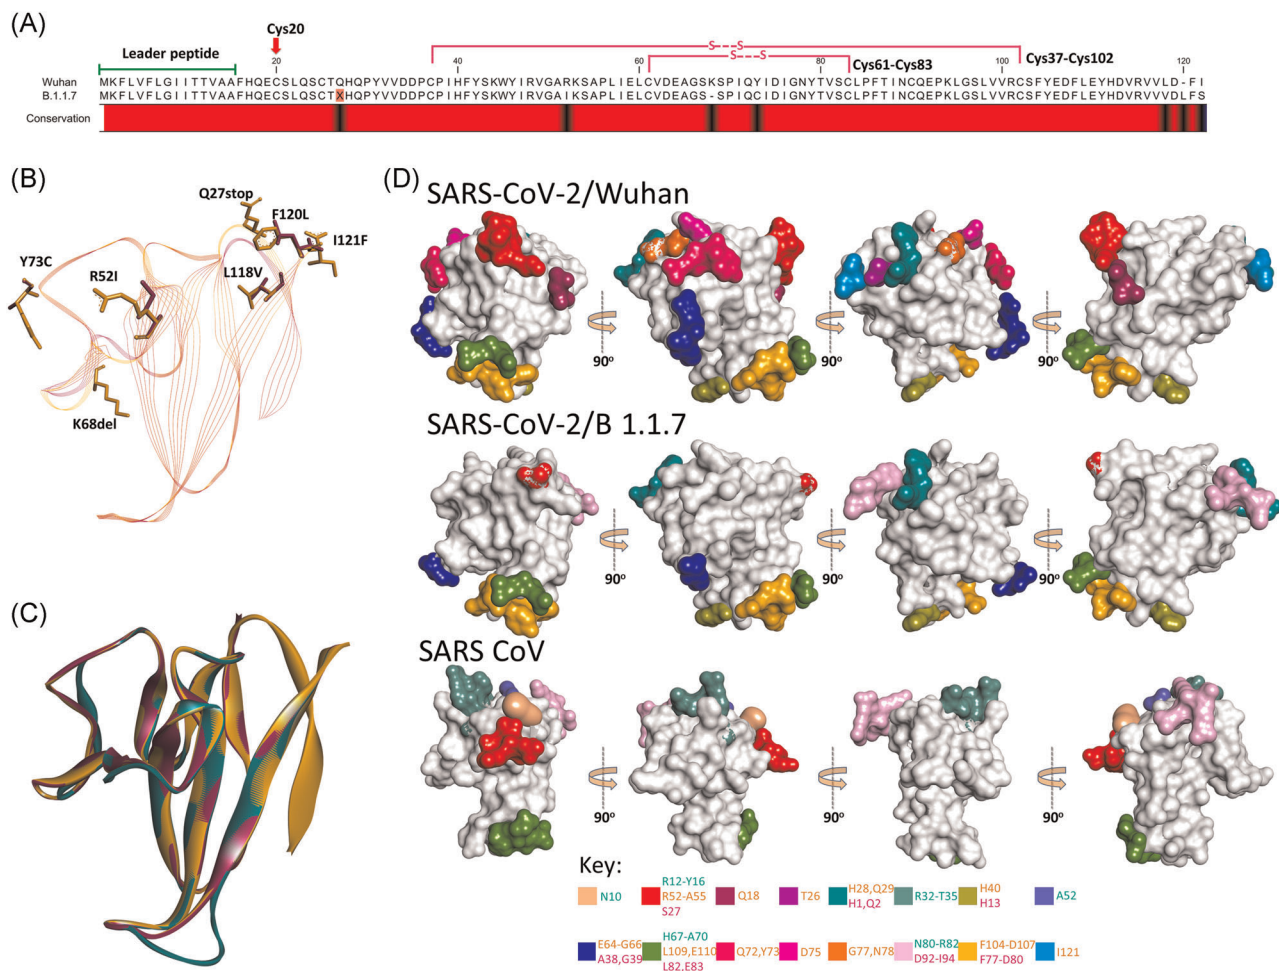 (A)
Cys20
Leader peptide
S---S
S---S
Cys37-Cys102
Cys61-Cys83
20
40
60
80
100
120
Wuhan MKFLVFLGIITTVAAFHQECSLQSCTQHQPYVVDDPCPIHFYSKWYIRVGARKSAPLIELCVDEAGSKSPIQYIDIGNYTVSCLPFTINCQEPKLGSLVVRCSFYEDFLEYHDVRVVLD-FI
B.1.1.7 MKFLVFLGIITTVAAFHQECSLQSCTXHQPYVVDDPCPIHFYSKWYIRVGAIKSAPLIELCVDEAGS-SPIQCIDIGNYTVSCLPFTINCQEPKLGSLVVRCSFYEDFLEYHDVRVVVDLFS
Conservation
(B)
Q27stop
F120L
I121F
Y73C
R52I
L118V
K68del
(C)
(D)
SARS-CoV-2/Wuhan
90°
90°
90°
SARS-CoV-2/B 1.1.7
90°
90°
90°
SARS CoV
90°
90°
90°
Key:
N10
R12-Y16
R52-A55
S27
Q18
T26
H28,Q29
H1,Q2
R32-T35
H40
H13
A52
E64-G66
A38,G39
H67-A70
L109,E110
L82,E83
Q72,Y73
D75
G77,N78
N80-R82
D92-I94
F104-D107
F77-D80
I121